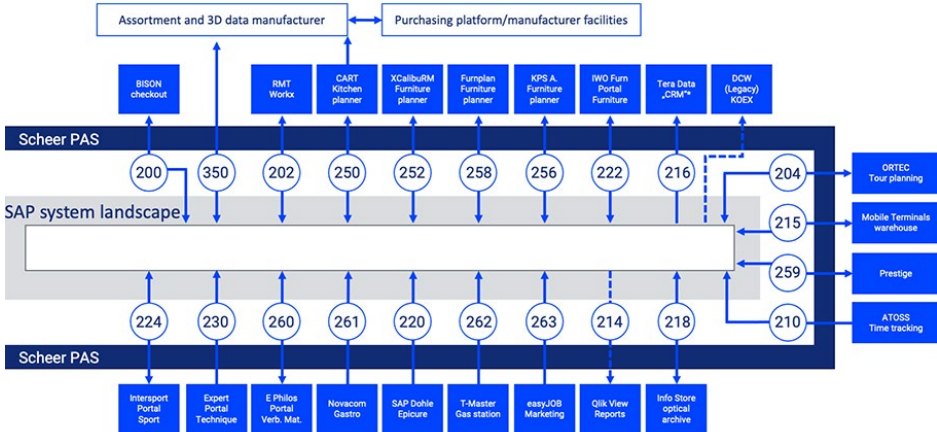 Assortment and 3D data manufacturer
Purchasing platform/manufacturer facilities
BISON
checkout
RMT
Workx
CART
Kitchen
planner
XCalibuRM
Furniture
planner
Furnplan
Furniture
planner
KPS A.
Furniture
planner
IWO Furn
Portal
Furniture
Tera Data
„CRM“*
DCW
(Legacy)
KOEX
Scheer PAS
200
350
202
250
252
258
256
222
216
204
ORTEC
Tour planning
SAP system landscape
215
Mobile Terminals
warehouse
259
Prestige
224
230
260
261
220
262
263
214
218
210
ATOSS
Time tracking
Scheer PAS
Intersport
Portal
Sport
Expert
Portal
Technique
E Philos
Portal
Verb. Mat.
Novacom
Gastro
SAP Dohle
Epicure
T-Master
Gas station
easyJOB
Marketing
Qlik View
Reports
Info Store
optical
archive